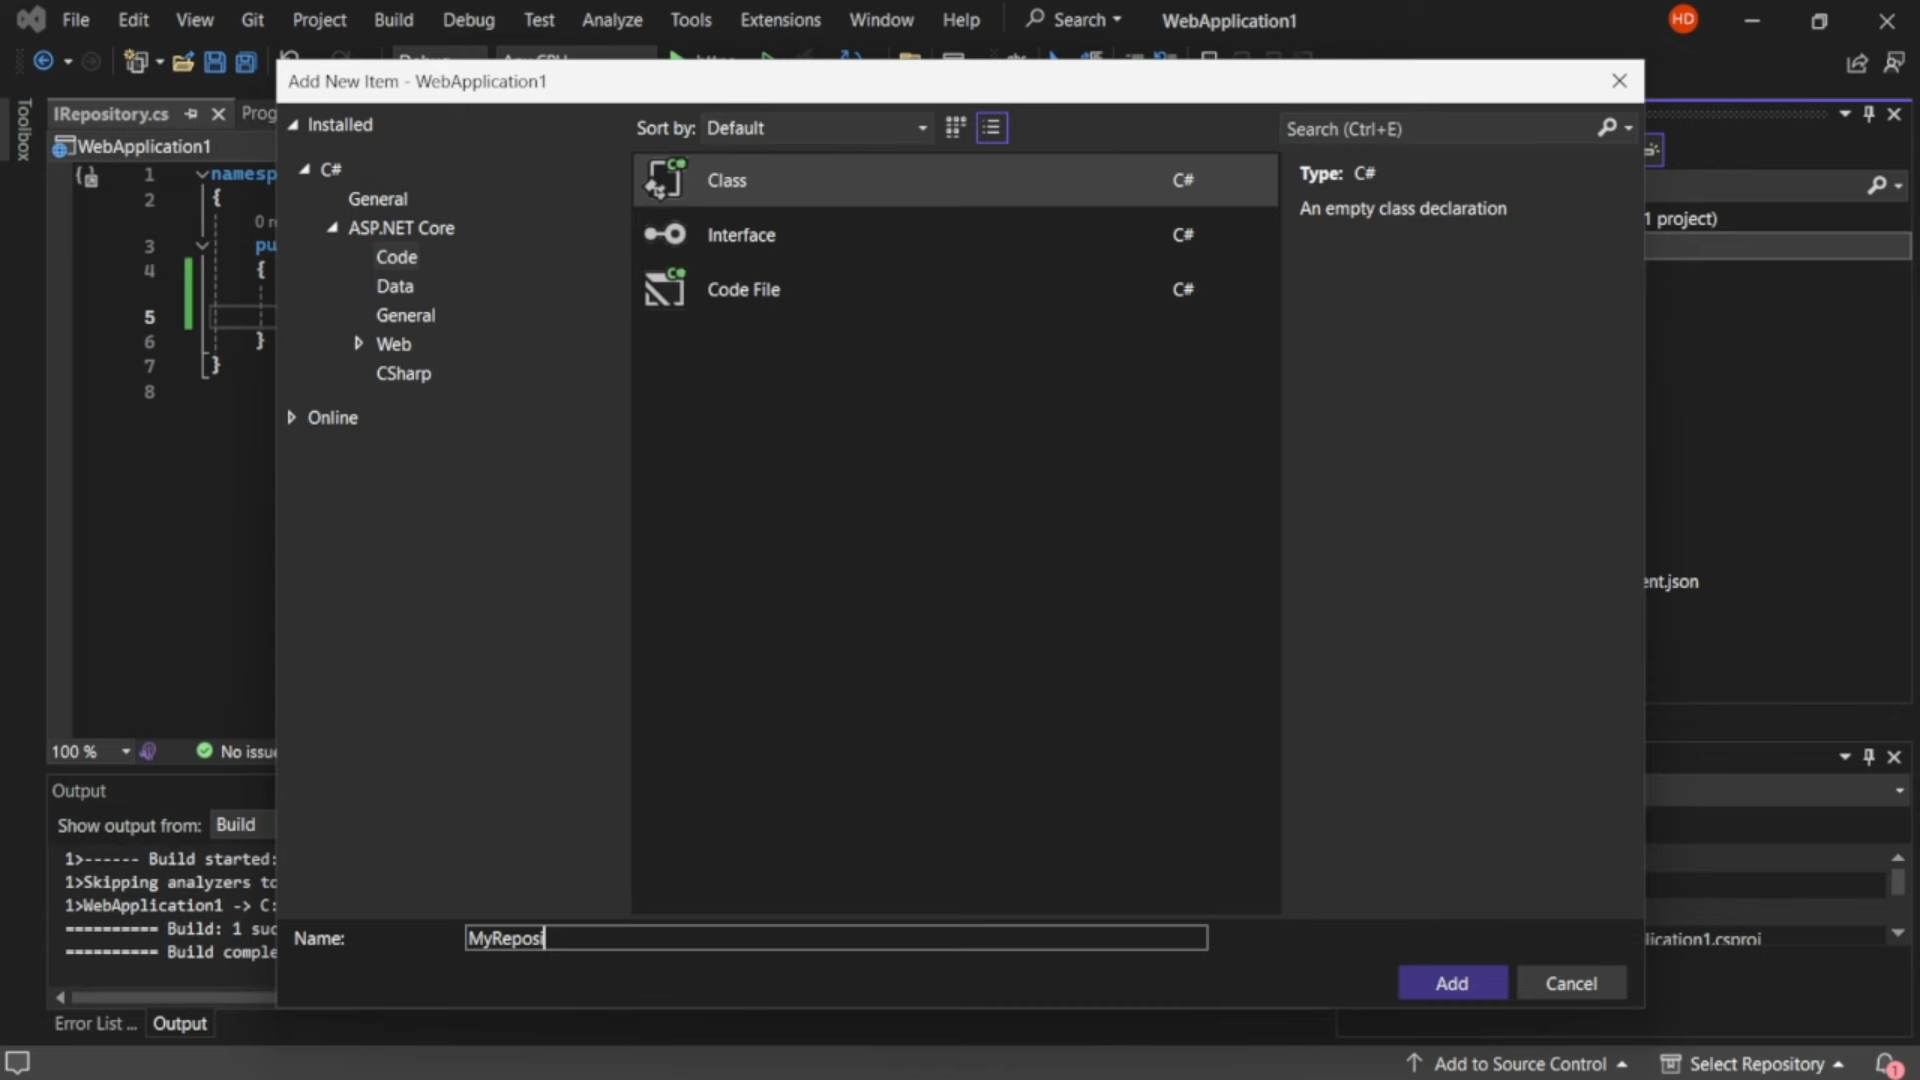 File Edit View Git Project Build Debug Test Analyze Tools Extensions Window Help Search WebApplication1 HD
Add New Item - WebApplication1
Toolbox
IRepository.cs Prog
WebApplication1
1 namesp
2 {
0 r
3 pu
4 {
5
6 }
7 }
8
100 % No issue
Installed
C#
General
ASP.NET Core
Code
Data
General
Web
CSharp
Online
Sort by: Default
Class C#
Interface C#
Code File C#
Search (Ctrl+E)
Type: C#
An empty class declaration
1 project)
ent.json
Output
Show output from: Build
1>------ Build started:
1>Skipping analyzers to
1>WebApplication1 -> C:
========== Build: 1 suc
========== Build comple
lication1.csproj
Name: MyReposi
Add Cancel
Error List ... Output
Add to Source Control Select Repository 1